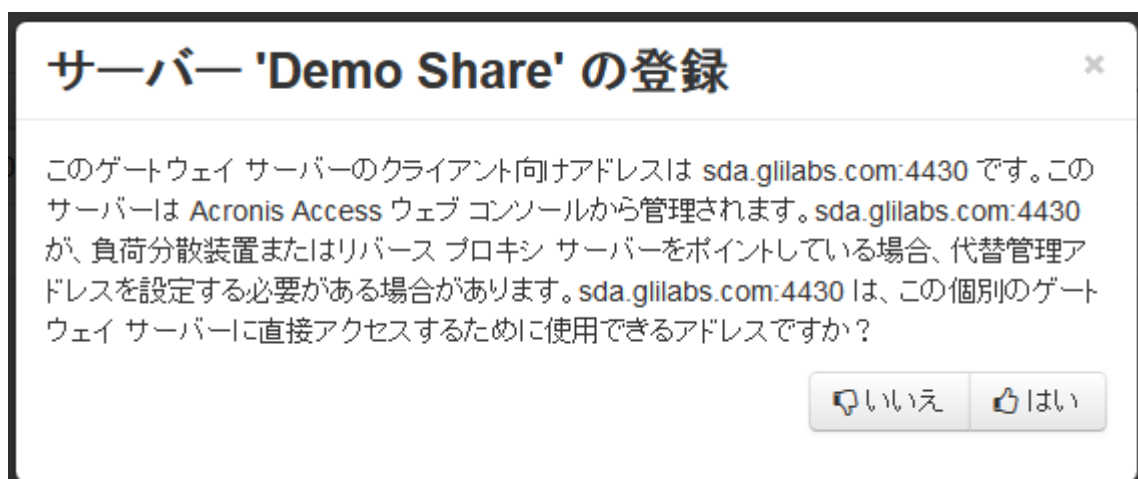 サーバー 'Demo Share' の登録
×
このゲートウェイ サーバーのクライアント向けアドレスは sda.glilabs.com:4430 です。この
サーバーは Acronis Access ウェブ コンソールから管理されます。sda.glilabs.com:4430
が、負荷分散装置またはリバース プロキシ サーバーをポイントしている場合、代替管理ア
ドレスを設定する必要がある場合があります。sda.glilabs.com:4430 は、この個別のゲート
ウェイ サーバーに直接アクセスするために使用できるアドレスですか？
いいえ はい